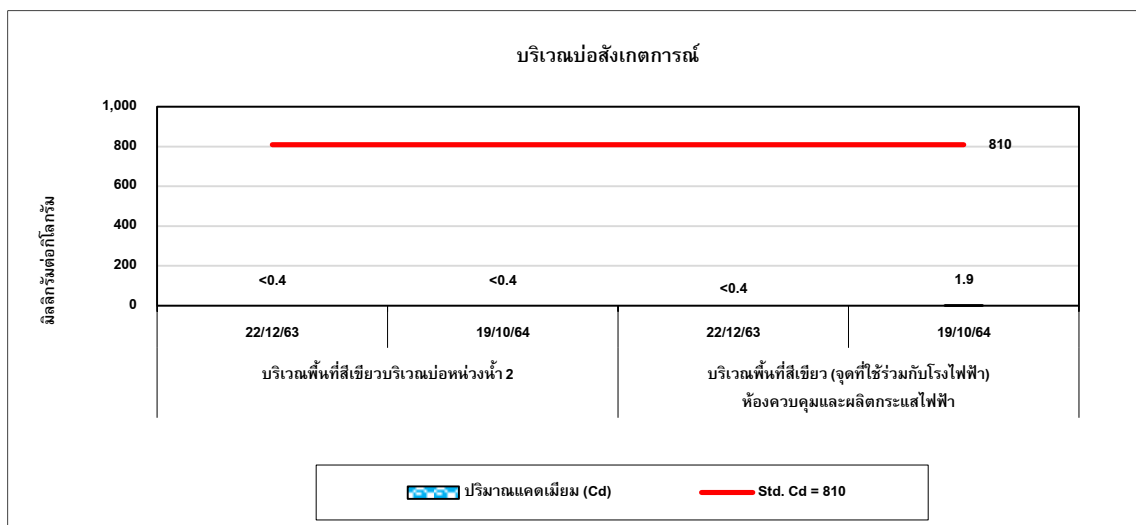 บริเวณบ่อสังเกตการณ์
มิลลิกรัมต่อกิโลกรัม
1,000
800
600
400
200
0
810
<0.4
<0.4
<0.4
1.9
22/12/63
19/10/64
22/12/63
19/10/64
บริเวณพื้นที่สีเขียวบริเวณบ่อหน่วงน้ำ 2
บริเวณพื้นที่สีเขียว (จุดที่ใช้ร่วมกับโรงไฟฟ้า)
ห้องควบคุมและผลิตกระแสไฟฟ้า
ปริมาณแคดเมียม (Cd)
Std. Cd = 810